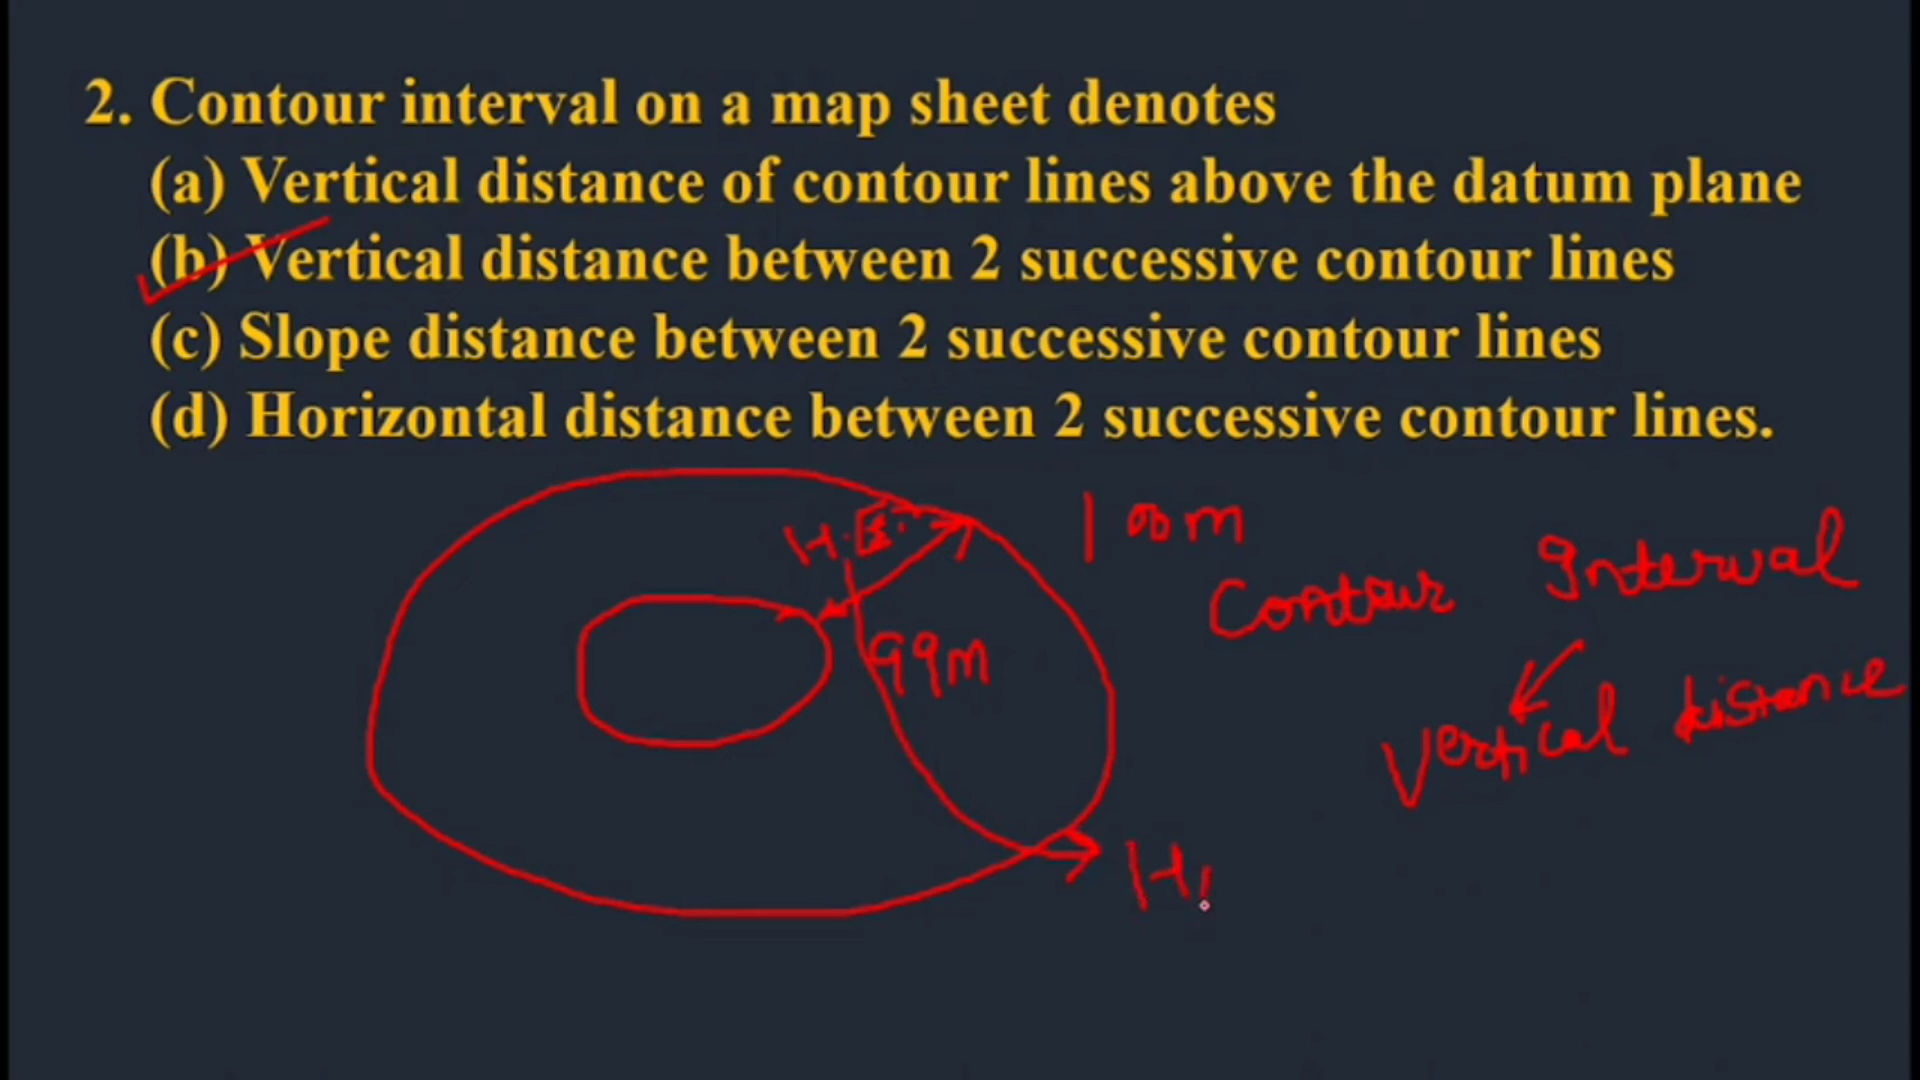 2. Contour interval on a map sheet denotes
(a) Vertical distance of contour lines above the datum plane
(b) Vertical distance between 2 successive contour lines
(c) Slope distance between 2 successive contour lines
(d) Horizontal distance between 2 successive contour lines.
H.E.
100m
Contour Interval
99m
Vertical distance